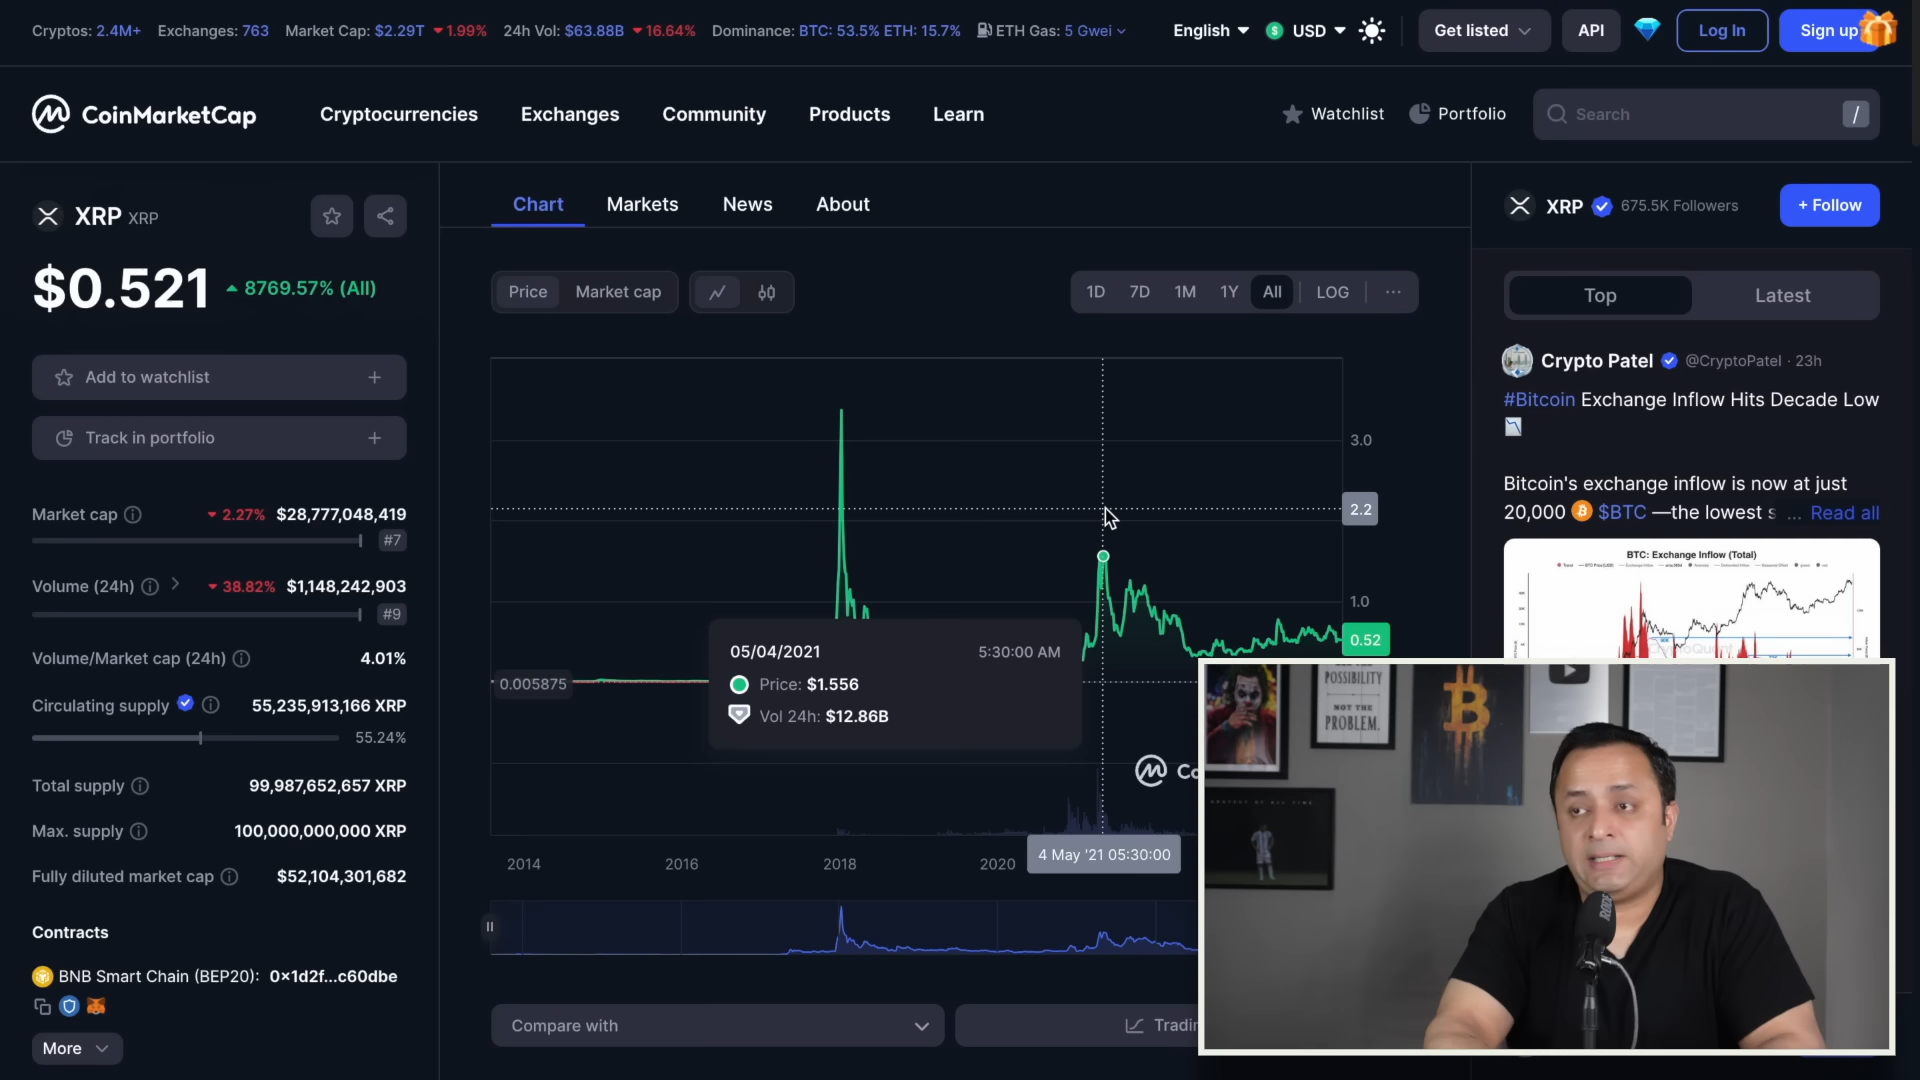 Cryptos: 2.4M+ Exchanges: 763 Market Cap: $2.29T 1.99% 24h Vol: $63.88B 16.64% Dominance: BTC: 53.5% ETH: 15.7% ETH Gas: 5 Gwei English USD Get listed API Log In Sign up
CoinMarketCap Cryptocurrencies Exchanges Community Products Learn Watchlist Portfolio Search /
XRP XRP
$0.521 8769.57% (All)
Add to watchlist +
Track in portfolio +
Market cap 2.27% $28,777,048,419
#7
Volume (24h) 38.82% $1,148,242,903
#9
Volume/Market cap (24h) 4.01%
Circulating supply 55,235,913,166 XRP
55.24%
Total supply 99,987,652,657 XRP
Max. supply 100,000,000,000 XRP
Fully diluted market cap $52,104,301,682
Contracts
BNB Smart Chain (BEP20): 0x1d2f...c60dbe
More
Chart Markets News About
Price Market cap 1D 7D 1M 1Y All LOG ...
3.0
2.2
1.0
0.52
0.005875
05/04/2021 5:30:00 AM
Price: $1.556
Vol 24h: $12.86B
2014 2016 2018 2020 4 May '21 05:30:00
Compare with
XRP 675.5K Followers + Follow
Top Latest
Crypto Patel @CryptoPatel · 23h
#Bitcoin Exchange Inflow Hits Decade Low
Bitcoin's exchange inflow is now at just
20,000 $BTC —the lowest s ... Read all
BTC: Exchange Inflow (Total)
POSSIBILITY
NOT THE
PROBLEM.
RODE